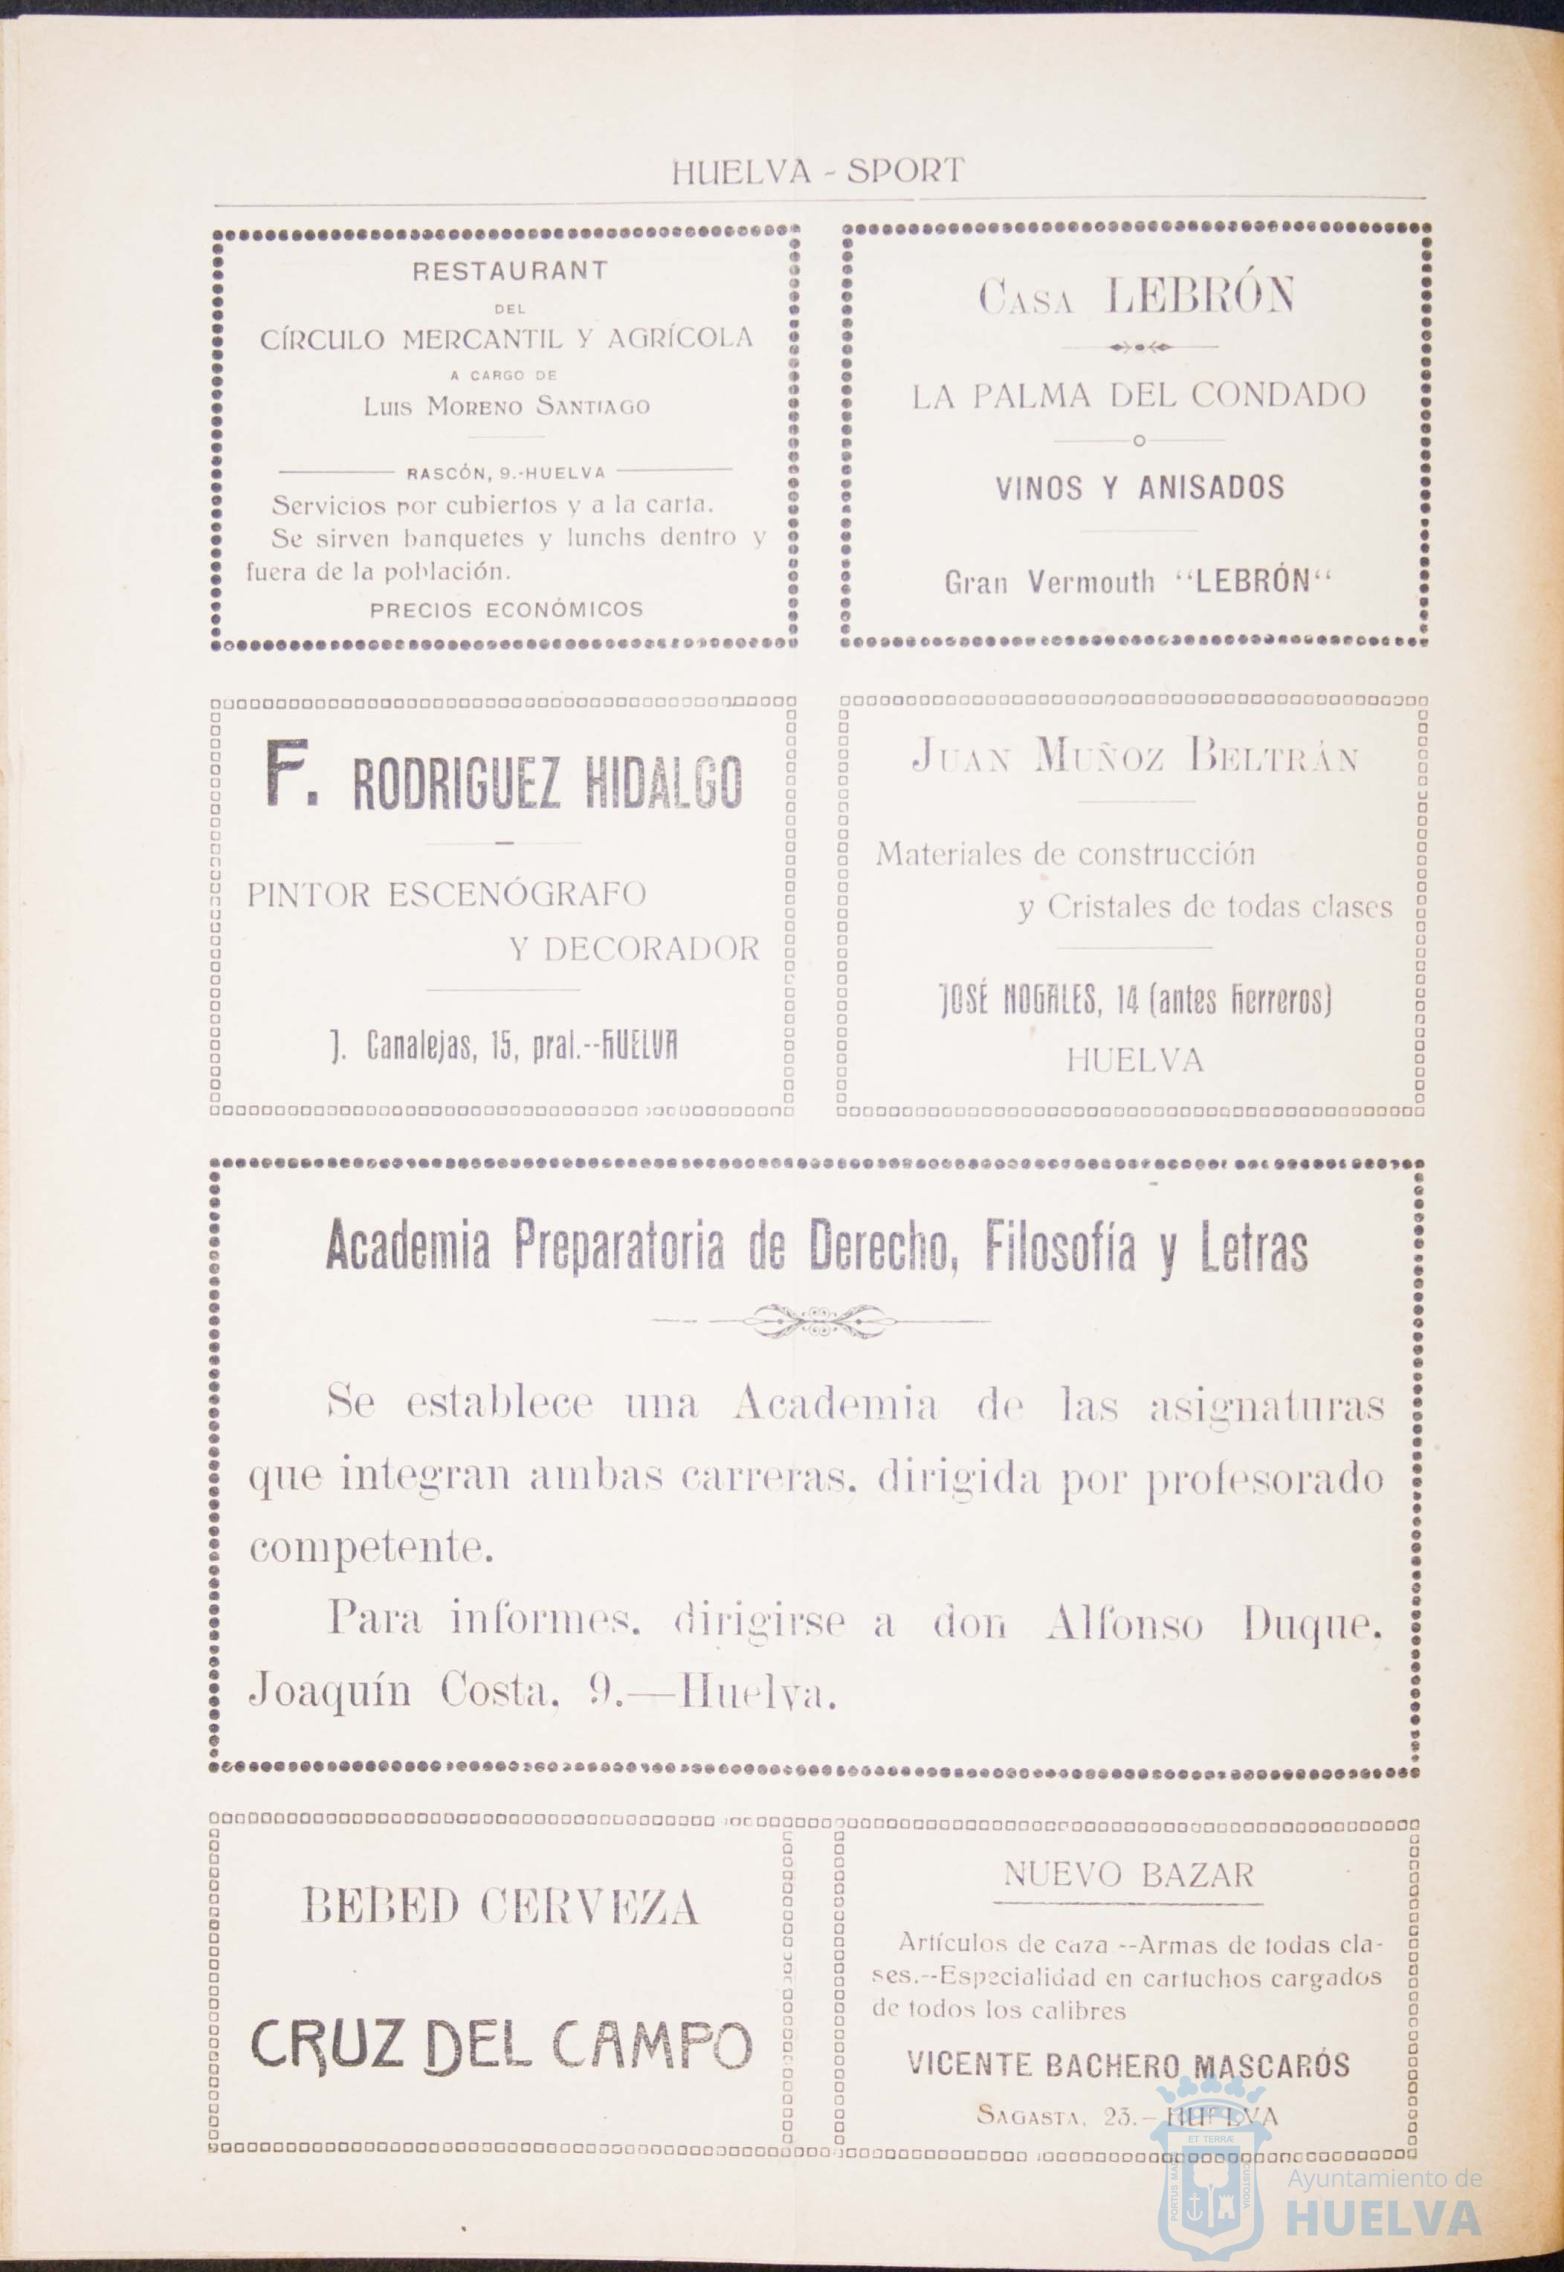 HUELVA - SPORT
RESTAURANT
DEL
CÍRCULO MERCANTIL Y AGRÍCOLA
A CARGO DE
LUIS MORENO SANTIAGO
RASCÓN, 9.-HUELVA
Servicios por cubiertos y a la carta.
Se sirven banquetes y lunchs dentro y
fuera de la población.
PRECIOS ECONÓMICOS
CASA LEBRÓN
LA PALMA DEL CONDADO
VINOS Y ANISADOS
Gran Vermouth “LEBRÓN“
F. RODRIGUEZ HIDALGO
PINTOR ESCENÓGRAFO
Y DECORADOR
J. Canalejas, 15, pral.--HUELVA
JUAN MUÑOZ BELTRÁN
Materiales de construcción
y Cristales de todas clases
JOSÉ NOGALES, 14 (antes Herreros)
HUELVA
Academia Preparatoria de Derecho, Filosofía y Letras
Se establece una Academia de las asignaturas
que integran ambas carreras, dirigida por profesorado
competente.
Para informes, dirigirse a don Alfonso Duque,
Joaquín Costa, 9.—Huelva.
BEBED CERVEZA
CRUZ DEL CAMPO
NUEVO BAZAR
Artículos de caza --Armas de todas cla-
ses.--Especialidad en cartuchos cargados
de todos los calibres
VICENTE BACHERO MASCARÓS
SAGASTA, 23.—HUELVA
ET TERRÆ
PORTUS MARIS
CUSTODIA
Ayuntamiento de
HUELVA